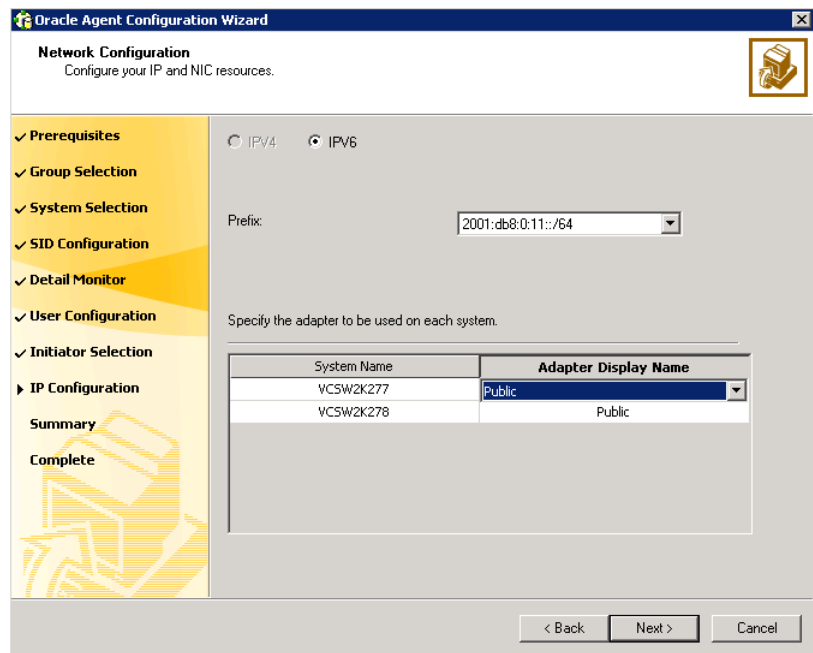 Oracle Agent Configuration Wizard
Network Configuration
Configure your IP and NIC resources.
Prerequisites
Group Selection
System Selection
SID Configuration
Detail Monitor
User Configuration
Initiator Selection
IP Configuration
Summary
Complete
IPV4 IPV6
Prefix: 2001:db8:0:11::/64
Specify the adapter to be used on each system.
System Name Adapter Display Name
VCSW2K277 Public
VCSW2K278 Public
< Back Next > Cancel